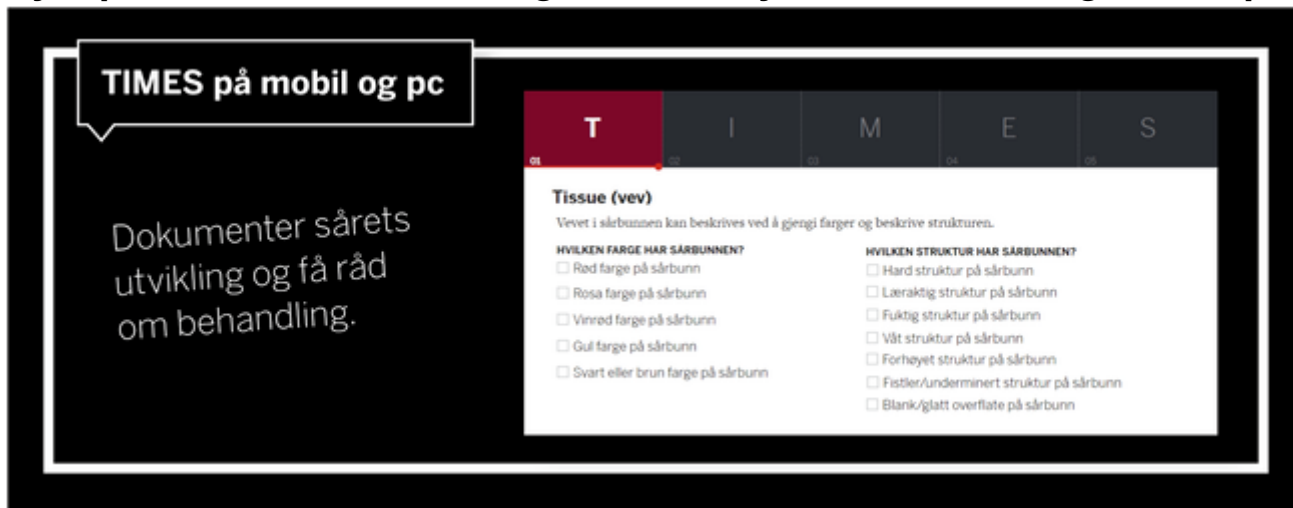 TIMES på mobil og pc
Dokumenter sårets
utvikling og få råd
om behandling.
T
I
M
E
S
01
02
03
04
05
Tissue (vev)
Vevet i sårbunnen kan beskrives ved å gjengi farger og beskrive strukturen.
HVILKEN FARGE HAR SÅRBUNNEN?
Rød farge på sårbunn
Rosa farge på sårbunn
Vinrød farge på sårbunn
Gul farge på sårbunn
Svart eller brun farge på sårbunn
HVILKEN STRUKTUR HAR SÅRBUNNEN?
Hard struktur på sårbunn
Læraktig struktur på sårbunn
Fuktig struktur på sårbunn
Våt struktur på sårbunn
Forhøyet struktur på sårbunn
Fistler/underminert struktur på sårbunn
Blank/glatt overflate på sårbunn